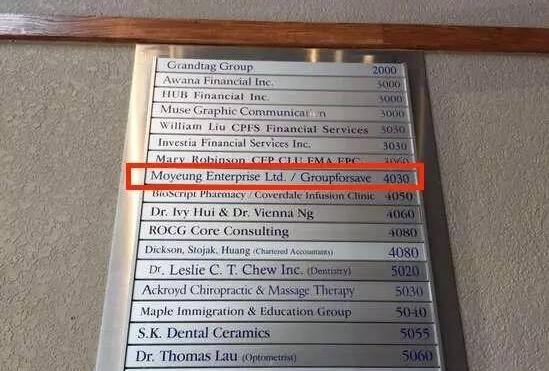 Grandtag Group 2000
Awana Financial Inc. 3000
HUB Financial Inc. 3000
Muse Graphic Communication 3000
William Liu CPFS Financial Services 3030
Investia Financial Services Inc. 3030
Mary Robinson CFP CLU FMA EPC 3060
Moyeung Enterprise Ltd. / Groupforsave 4030
BioScript Pharmacy / Coverdale Infusion Clinic 4050
Dr. Ivy Hui & Dr. Vienna Ng 4060
ROCG Core Consulting 4080
Dickson, Stojak, Huang (Chartered Accountants) 4080
Dr. Leslie C. T. Chew Inc. (Dentistry) 5020
Ackroyd Chiropractic & Massage Therapy 5030
Maple Immigration & Education Group 5040
S.K. Dental Ceramics 5055
Dr. Thomas Lau (Optometrist) 5060